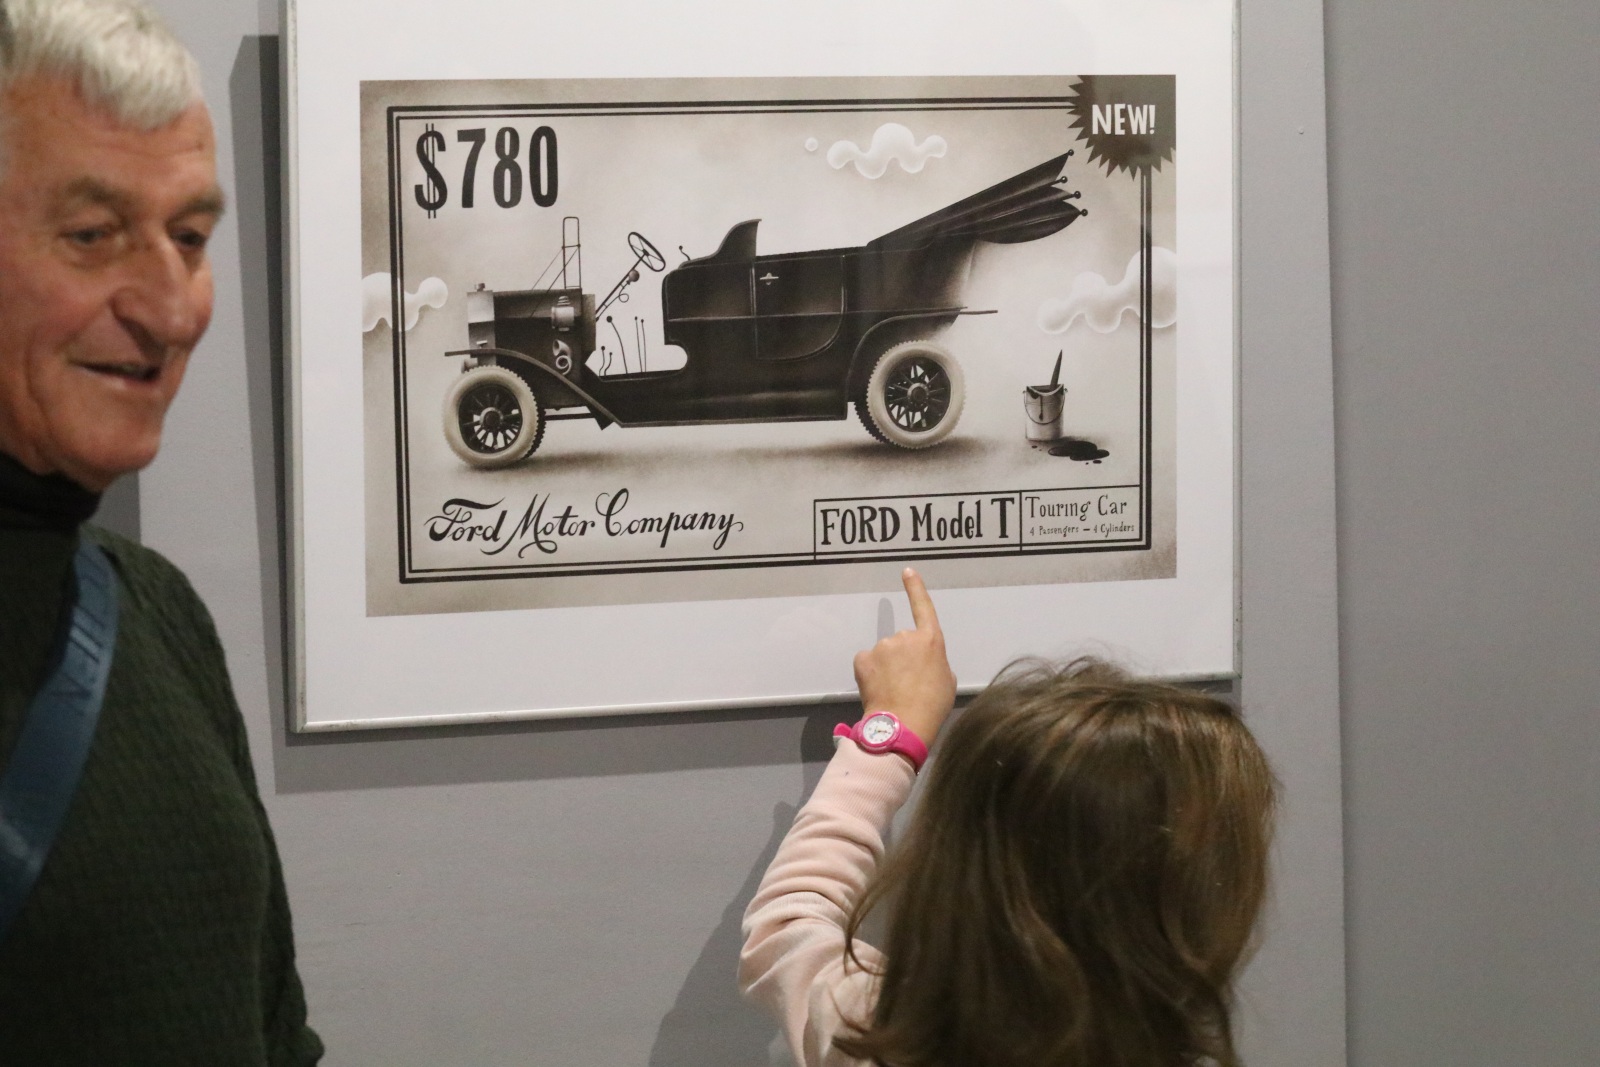 $780
NEW!
Ford Motor Company
FORD Model T
Touring Car
4 Passengers — 4 Cylinders